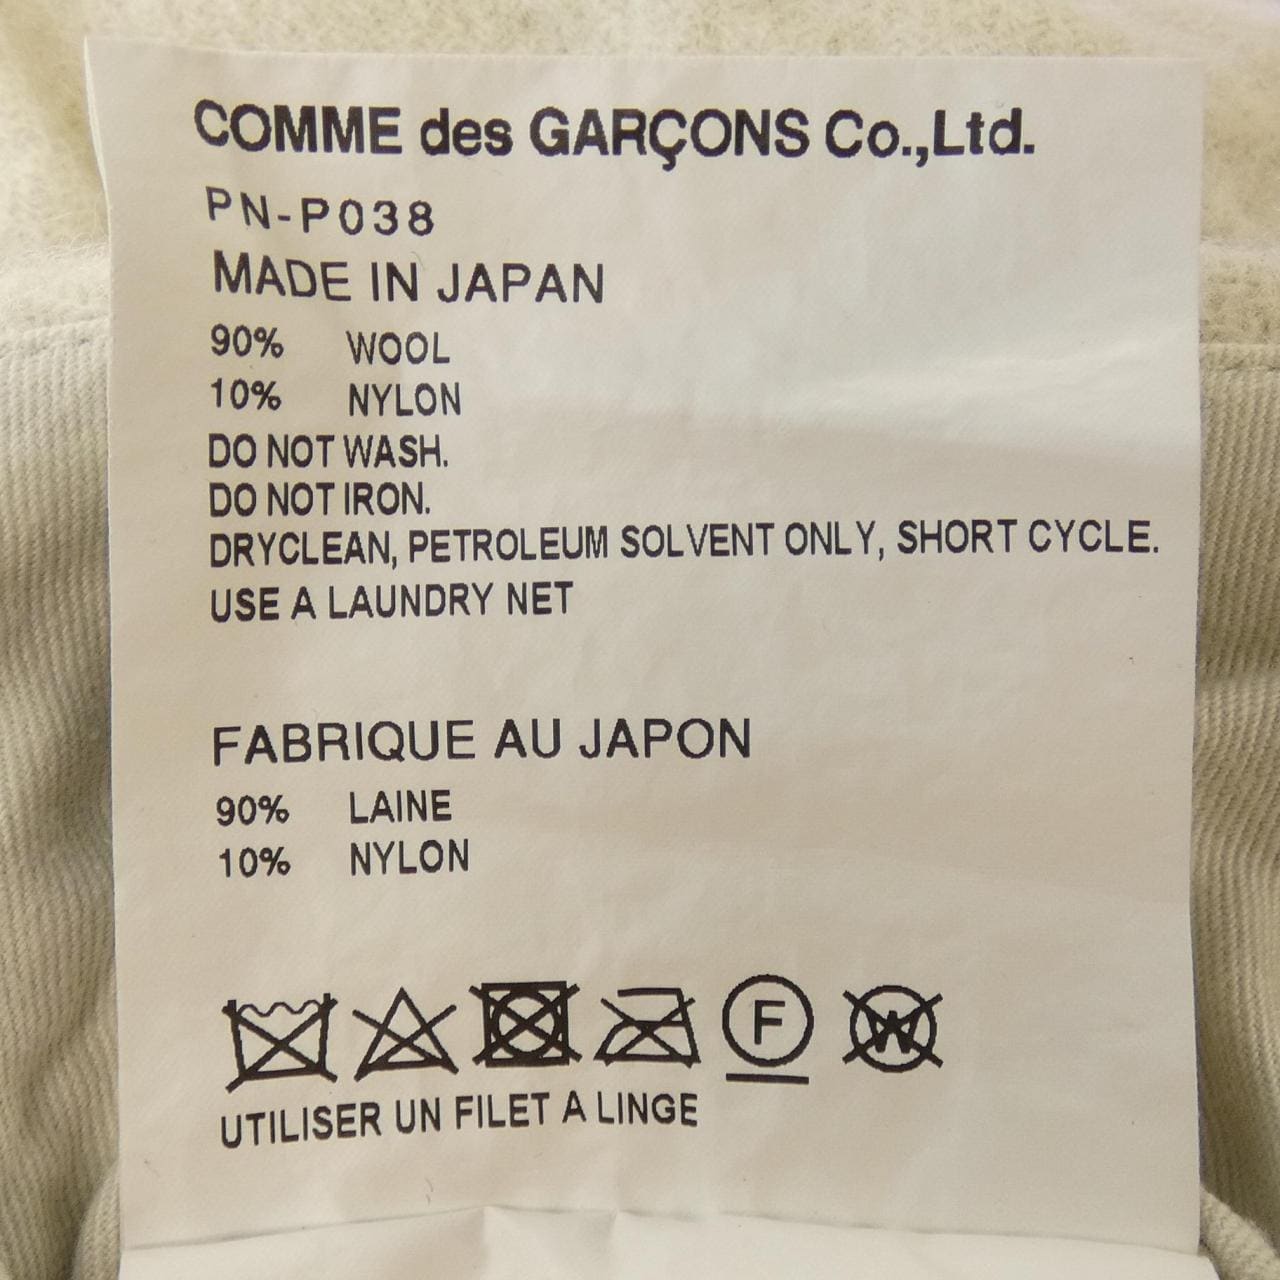 COMME des GARÇONS Co.,Ltd.
PN-P038
MADE IN JAPAN
90% WOOL
10% NYLON
DO NOT WASH.
DO NOT IRON.
DRYCLEAN, PETROLEUM SOLVENT ONLY, SHORT CYCLE.
USE A LAUNDRY NET
FABRIQUE AU JAPON
90% LAINE
10% NYLON
F W
UTILISER UN FILET A LINGE